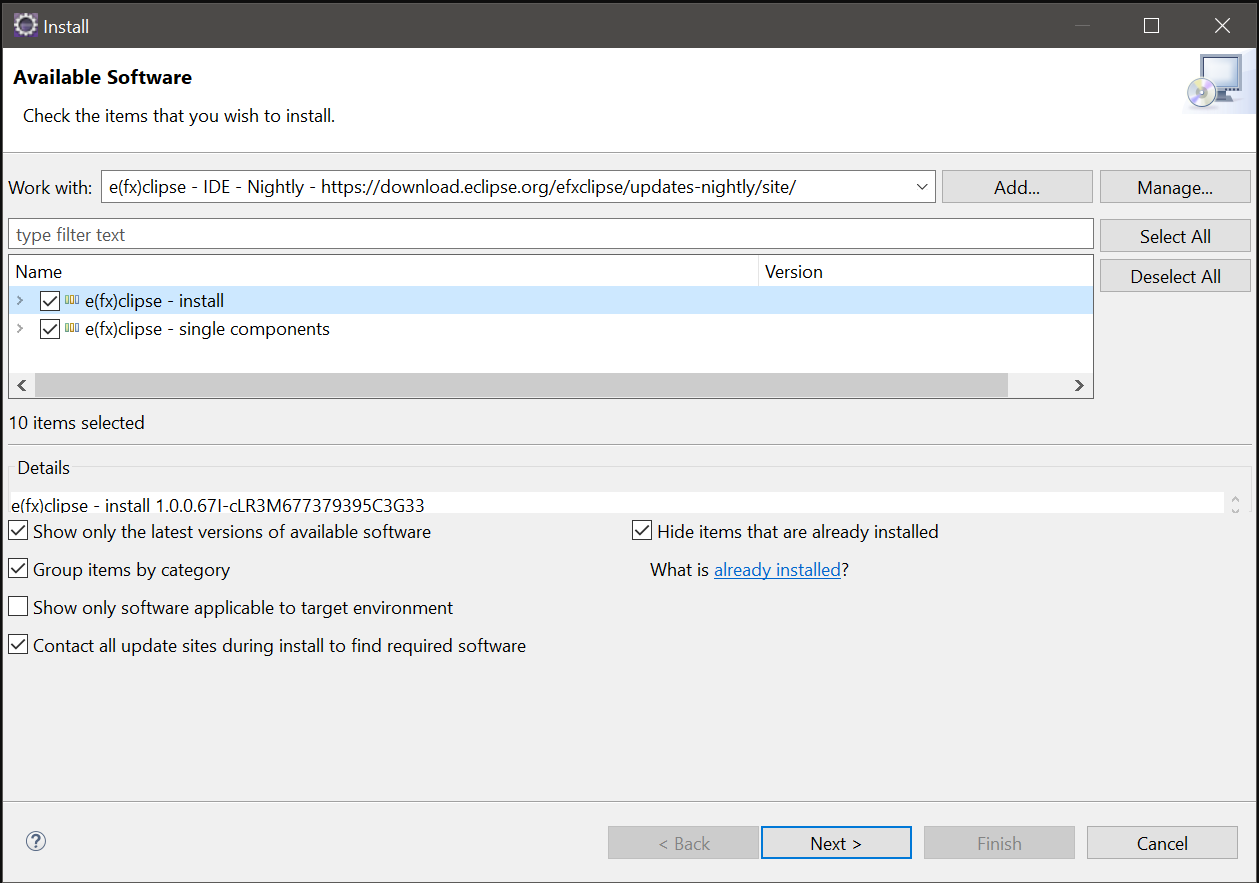 Install
Available Software
Check the items that you wish to install.
Work with: e(fx)clipse - IDE - Nightly - https://download.eclipse.org/efxclipse/updates-nightly/site/ Add... Manage...
type filter text Select All
Name Version Deselect All
e(fx)clipse - install
e(fx)clipse - single components
10 items selected
Details
e(fx)clipse - install 1.0.0.67I-cLR3M677379395C3G33
Show only the latest versions of available software Hide items that are already installed
Group items by category What is already installed?
Show only software applicable to target environment
Contact all update sites during install to find required software
? < Back Next > Finish Cancel